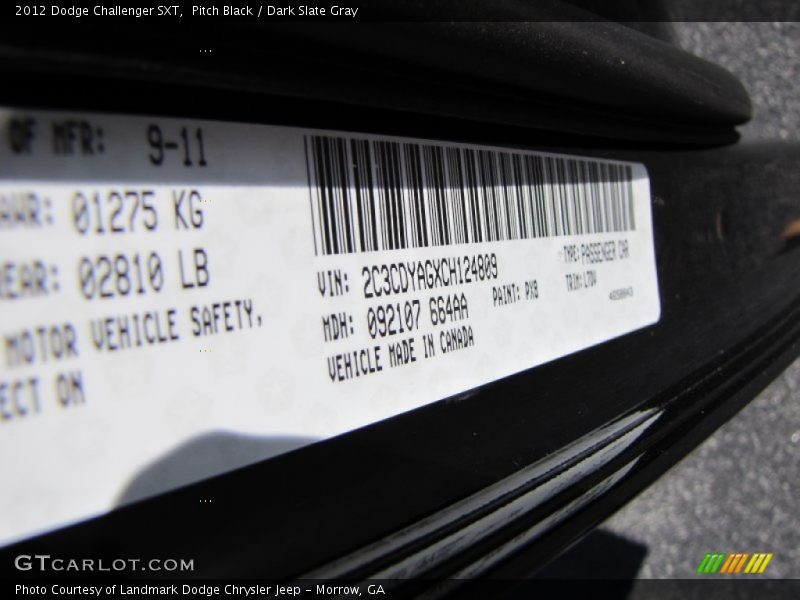 2012 Dodge Challenger SXT,  Pitch Black / Dark Slate Gray
OF MFR: 9-11
AWR: 01275 KG
REAR: 02810 LB
MOTOR VEHICLE SAFETY,
ECT ON
VIN: 2C3CDYAGXCH124809
MDH: 092107 664AA
VEHICLE MADE IN CANADA
PAINT: PX8
TYPE: PASSENGER CAR
TRIM:
GTCARLOT.COM
Photo Courtesy of Landmark Dodge Chrysler Jeep - Morrow, GA